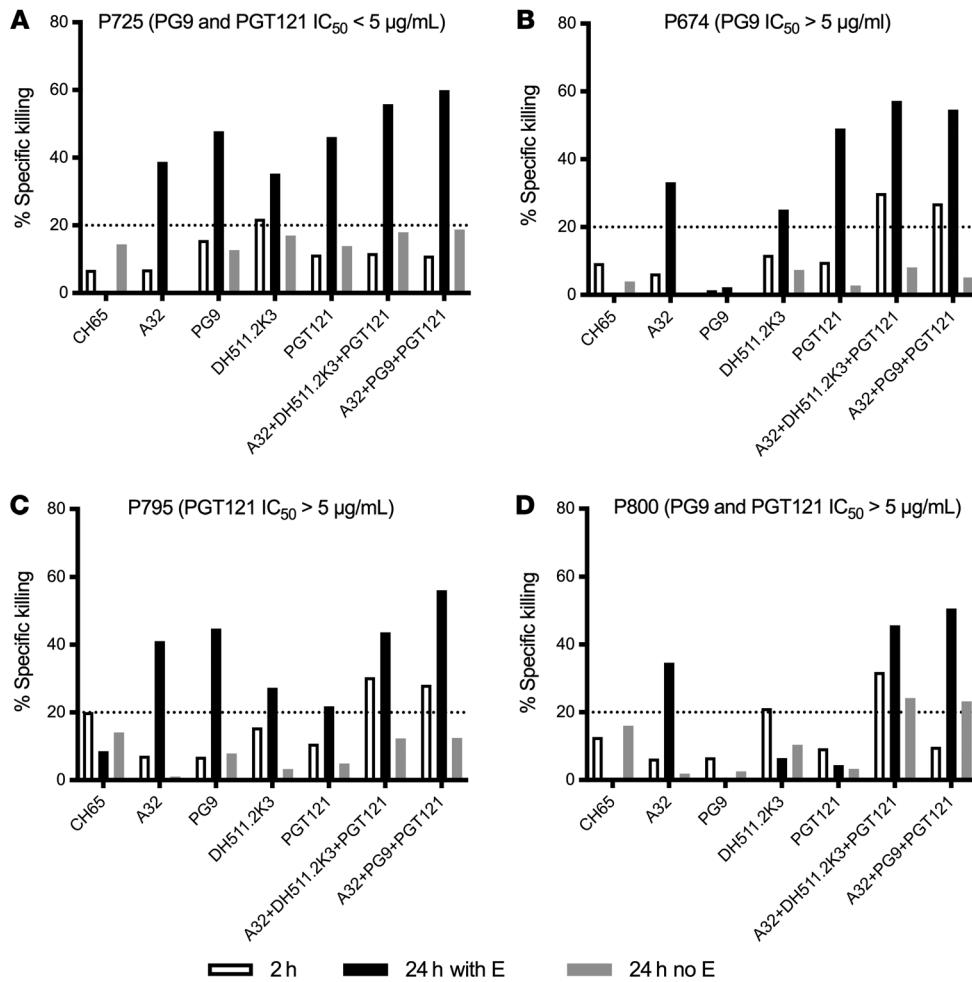 A
P725 (PG9 and PGT121 IC50 < 5 µg/mL)
80
60
40
20
0
% Specific killing
CH65
A32
PG9
DH511.2K3
PGT121
A32+DH511.2K3+PGT121
A32+PG9+PGT121
B
P674 (PG9 IC50 > 5 µg/ml)
80
60
40
20
0
% Specific killing
CH65
A32
PG9
DH511.2K3
PGT121
A32+DH511.2K3+PGT121
A32+PG9+PGT121
C
P795 (PGT121 IC50 > 5 µg/mL)
80
60
40
20
0
% Specific killing
CH65
A32
PG9
DH511.2K3
PGT121
A32+DH511.2K3+PGT121
A32+PG9+PGT121
D
P800 (PG9 and PGT121 IC50 > 5 µg/mL)
80
60
40
20
0
% Specific killing
CH65
A32
PG9
DH511.2K3
PGT121
A32+DH511.2K3+PGT121
A32+PG9+PGT121
2 h
24 h with E
24 h no E